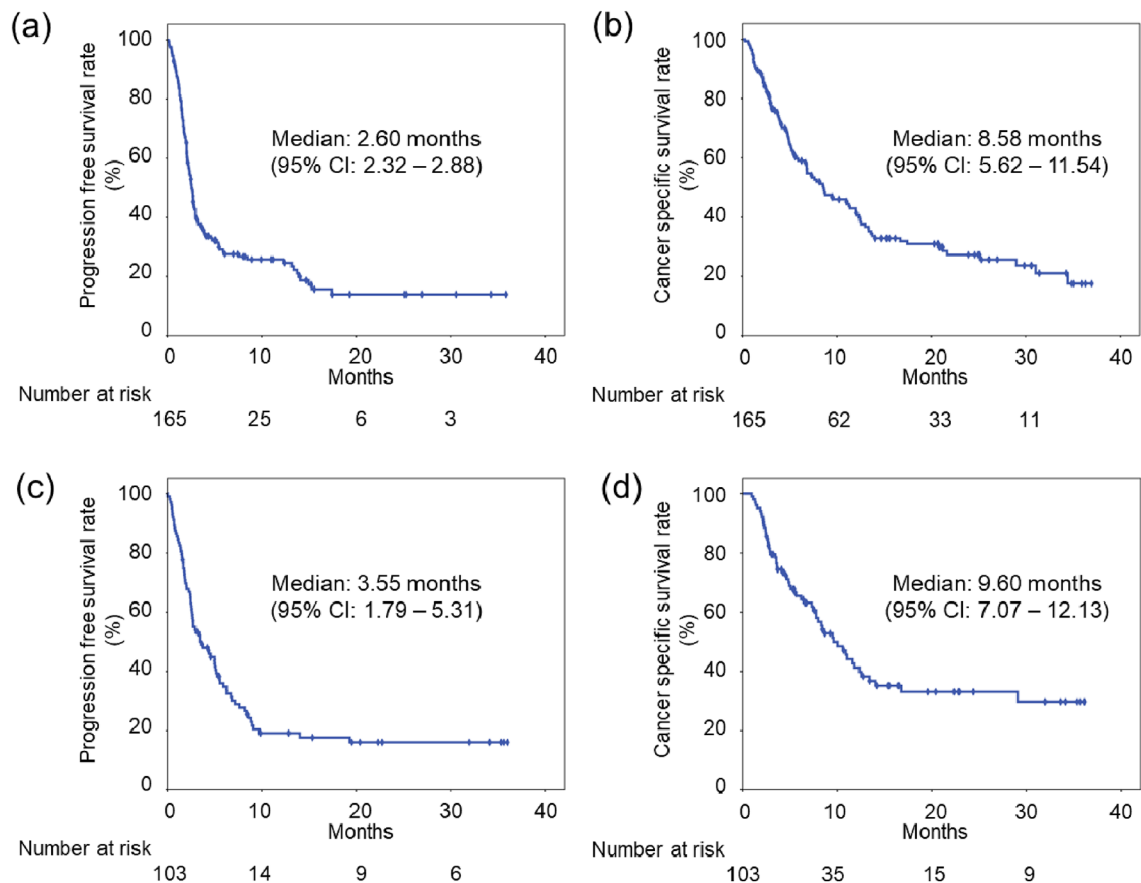 (a)
Progression free survival rate
(%)
100
80
60
40
20
0
Median: 2.60 months
(95% CI: 2.32 – 2.88)
0 10 20 30 40
Months
Number at risk
165 25 6 3
(b)
Cancer specific survival rate
(%)
100
80
60
40
20
0
Median: 8.58 months
(95% CI: 5.62 – 11.54)
0 10 20 30 40
Months
Number at risk
165 62 33 11
(c)
Progression free survival rate
(%)
100
80
60
40
20
0
Median: 3.55 months
(95% CI: 1.79 – 5.31)
0 10 20 30 40
Months
Number at risk
103 14 9 6
(d)
Cancer specific survival rate
(%)
100
80
60
40
20
0
Median: 9.60 months
(95% CI: 7.07 – 12.13)
0 10 20 30 40
Months
Number at risk
103 35 15 9